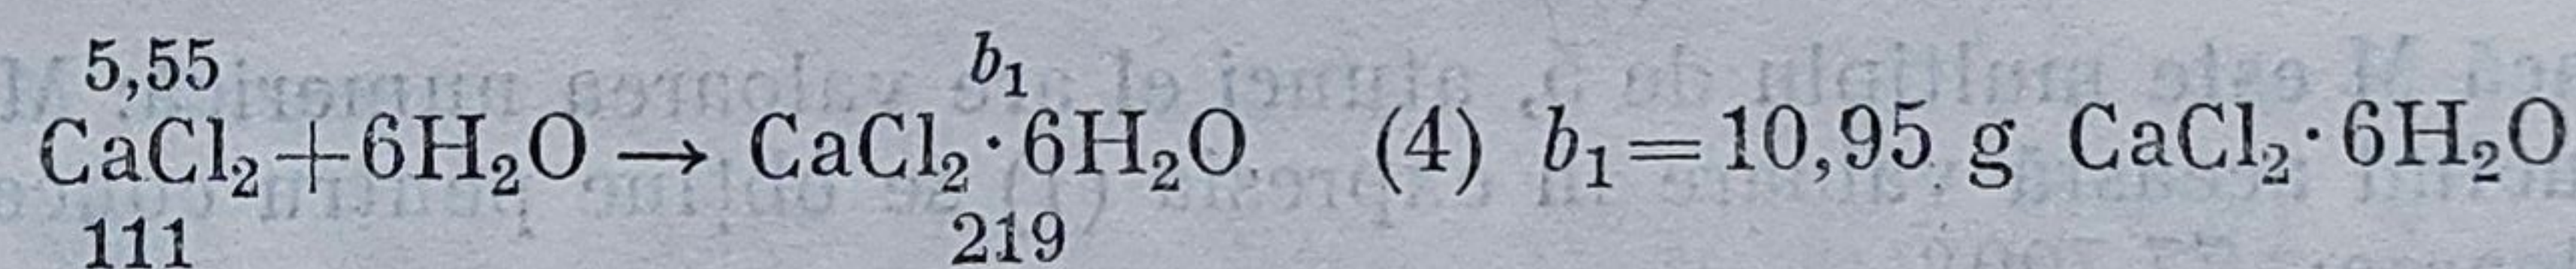 5,55 b₁
CaCl₂+6H₂O → CaCl₂·6H₂O (4) b₁=10,95 g CaCl₂·6H₂O
111 219